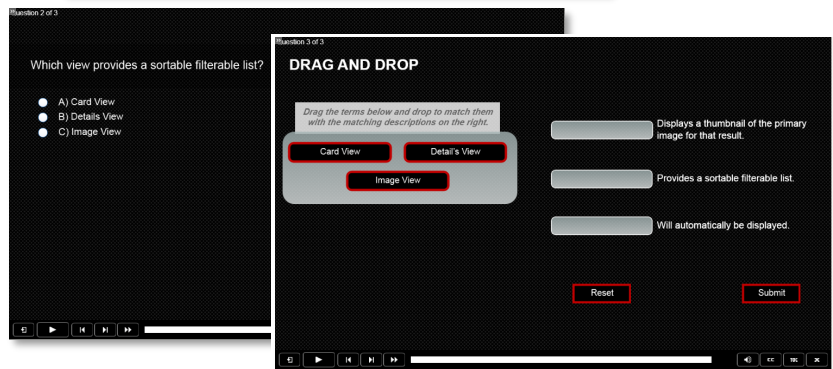 Question 2 of 3
Which view provides a sortable filterable list?
A) Card View
B) Details View
C) Image View
Question 3 of 3
DRAG AND DROP
Drag the terms below and drop to match them
with the matching descriptions on the right.
Card View
Detail's View
Image View
Displays a thumbnail of the primary
image for that result.
Provides a sortable filterable list.
Will automatically be displayed.
Reset
Submit
CC
TOC